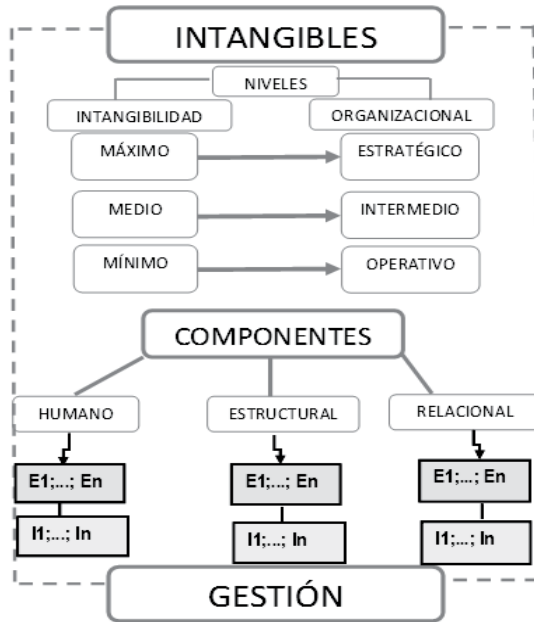 INTANGIBLES
NIVELES
INTANGIBILIDAD
ORGANIZACIONAL
MÁXIMO
ESTRATÉGICO
MEDIO
INTERMEDIO
MÍNIMO
OPERATIVO
COMPONENTES
HUMANO
ESTRUCTURAL
RELACIONAL
E1;...; En
E1;...; En
E1;...; En
I1;...; In
I1;...; In
I1;...; In
GESTIÓN